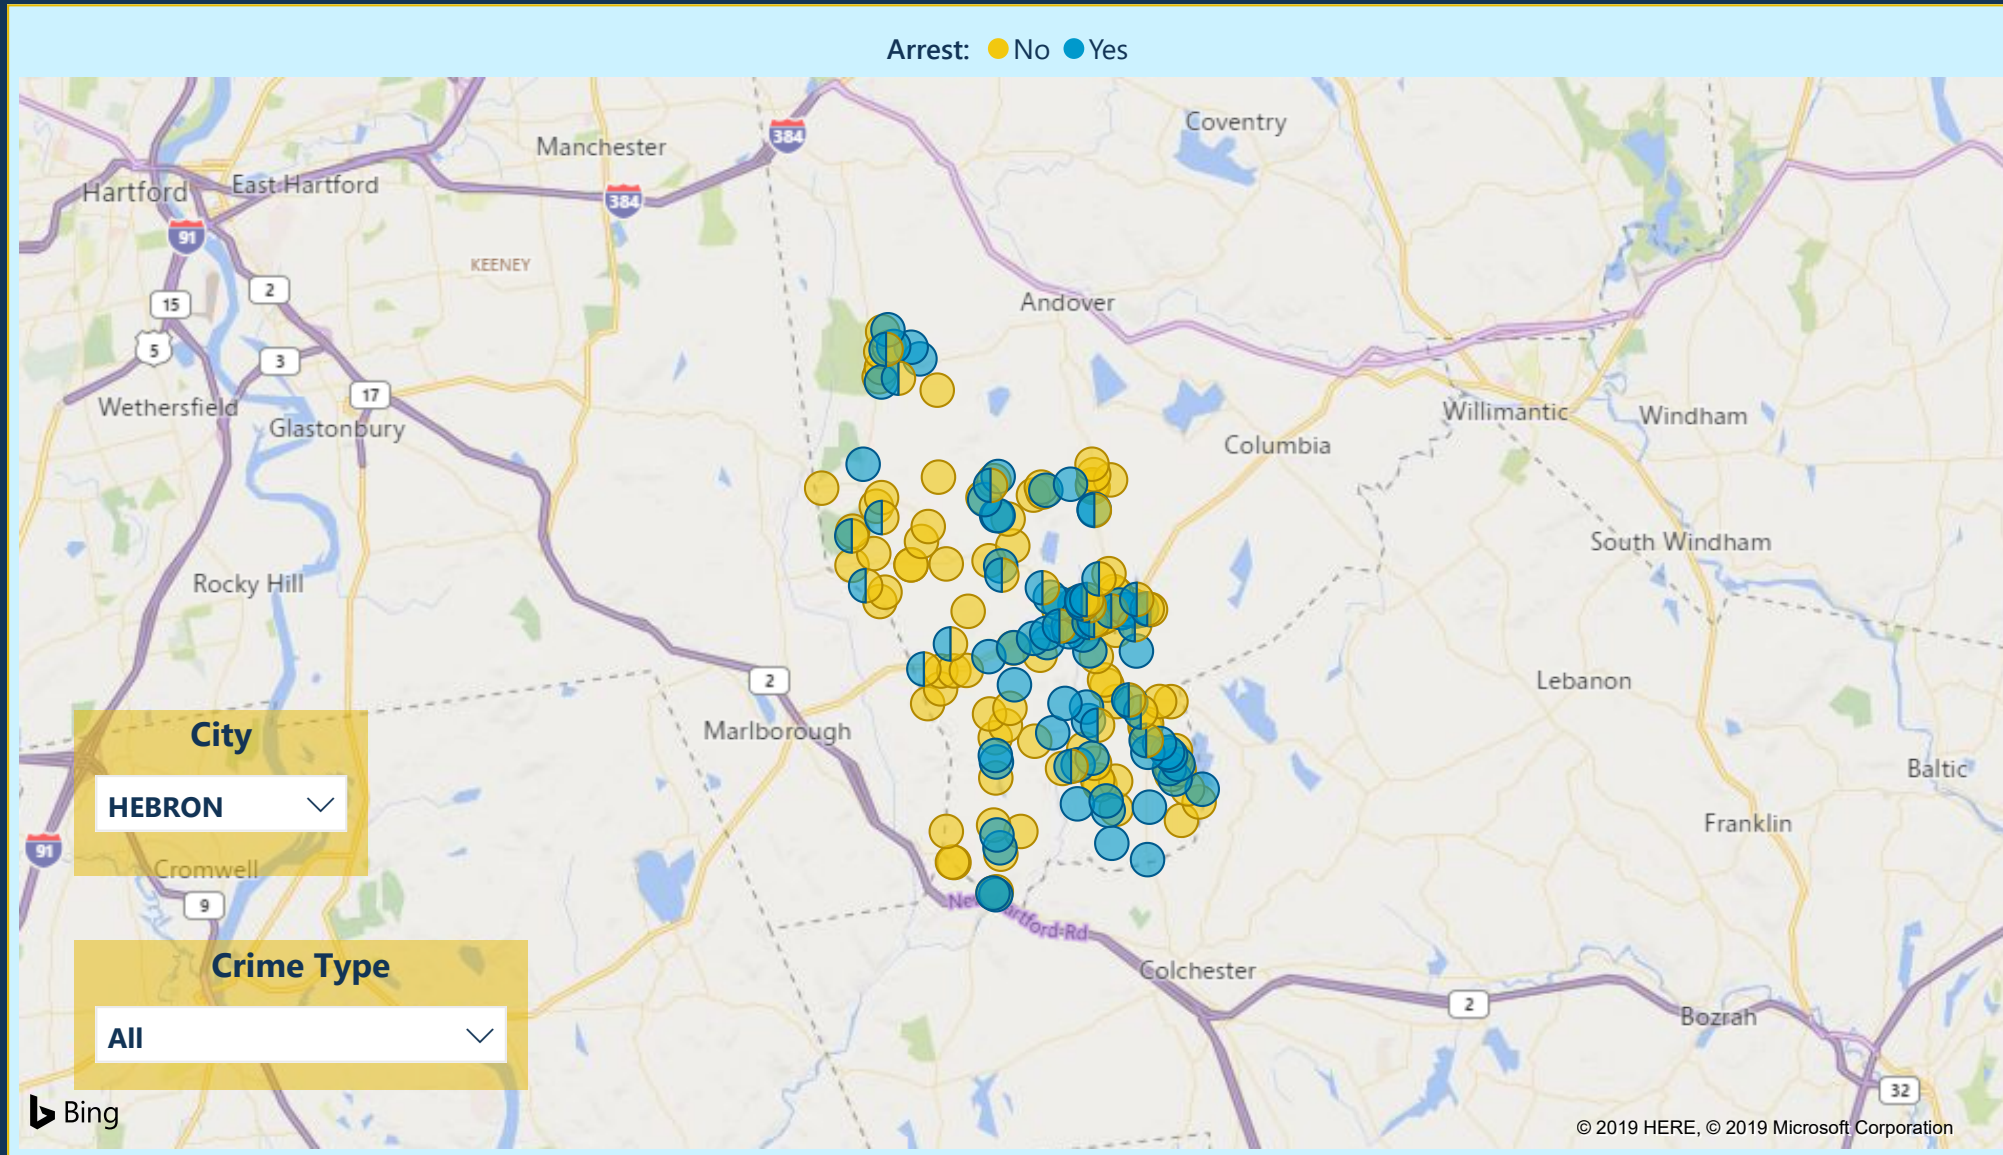 Arrest: No Yes
Coventry
Manchester
384
Hartford
East Hartford
384
91
KEENEY
2
15
Andover
5
3
17
Wethersfield
Glastonbury
Willimantic
Windham
Columbia
South Windham
Rocky Hill
2
Lebanon
Marlborough
City
HEBRON
Baltic
Franklin
91
Cromwell
9
Crime Type
All
Colchester
2
Bozrah
32
Bing
© 2019 HERE, © 2019 Microsoft Corporation